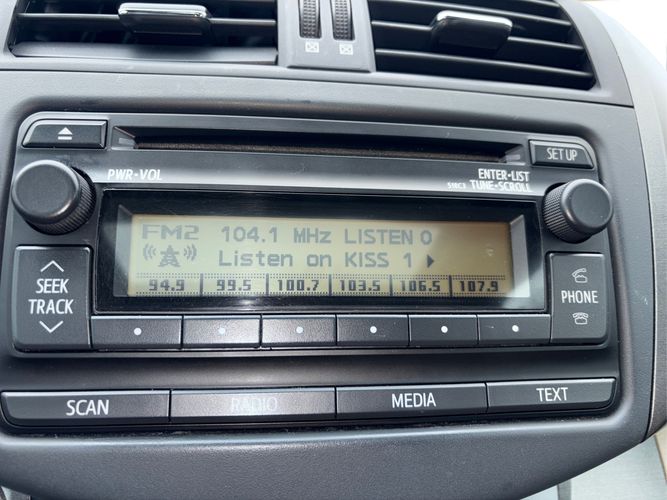 SET UP
PWR•VOL
ENTER•LIST
518C3 TUNE•SCROLL
FM2 104.1 MHz LISTEN O
Listen on KISS 1
94.9 99.5 100.7 103.5 106.5 107.9
SEEK
TRACK
PHONE
SCAN RADIO MEDIA TEXT